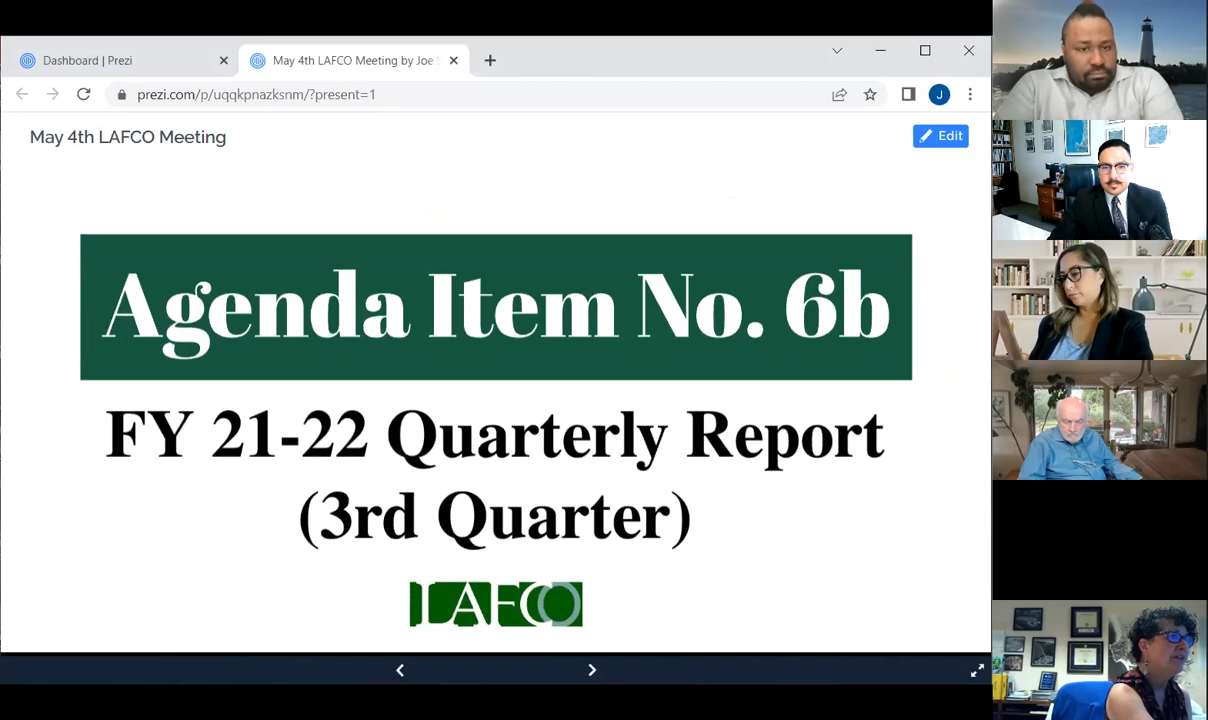 Dashboard | Prezi
May 4th LAFCO Meeting by Joe S
prezi.com/p/uqqkpnazksnm/?present=1
J
May 4th LAFCO Meeting
Edit
Agenda Item No. 6b
FY 21-22 Quarterly Report
(3rd Quarter)
LAFCO